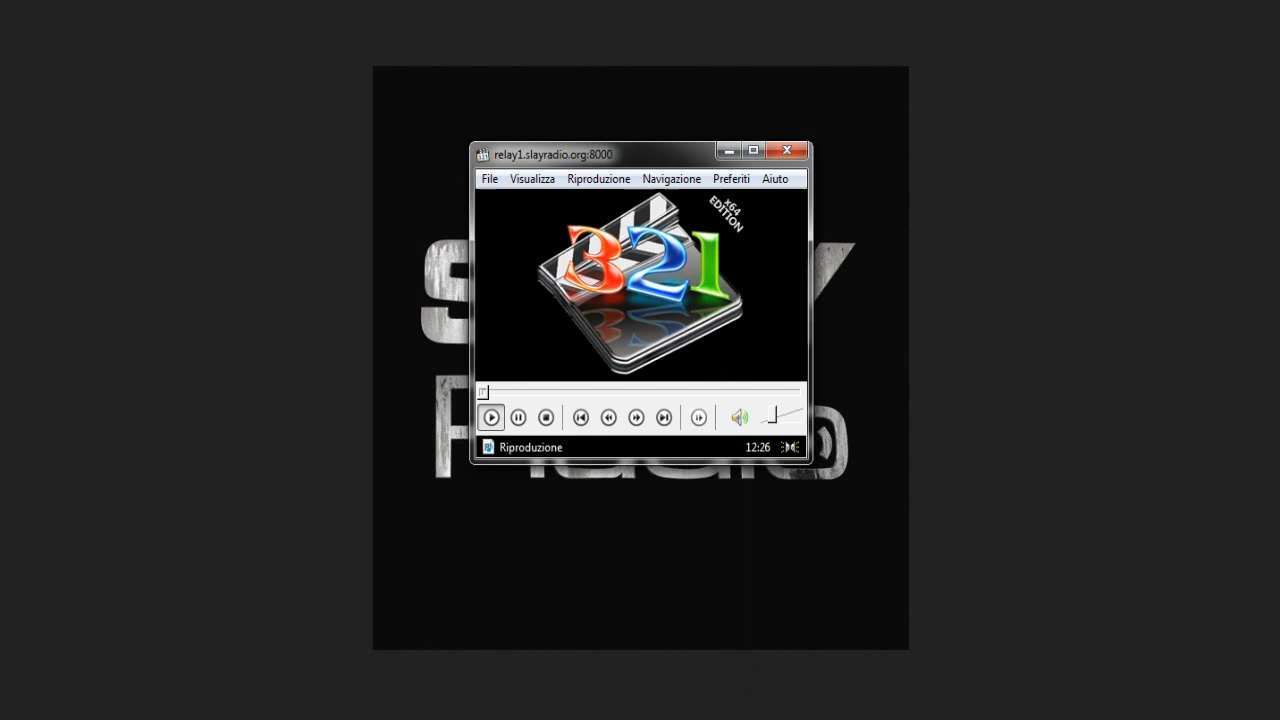 relay1.slayradio.org:8000
File Visualizza Riproduzione Navigazione Preferiti Aiuto
x64
EDITION
321
Riproduzione 12:26